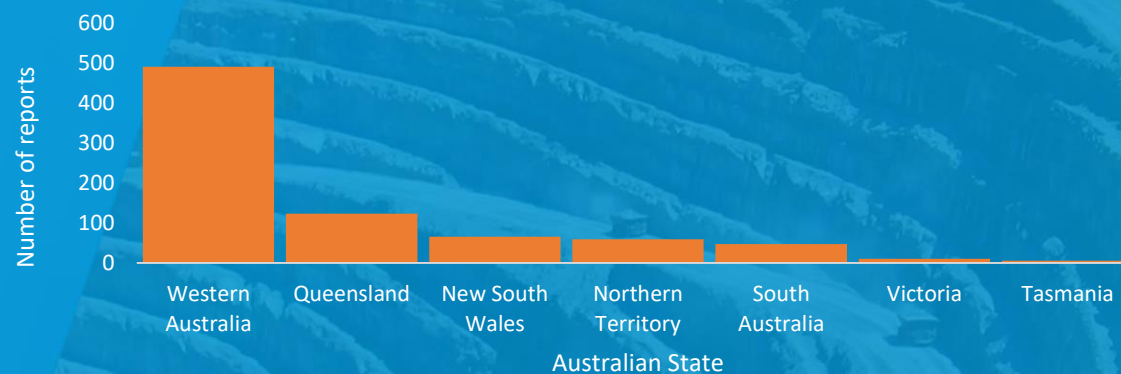 600
500
400
300
200
100
0
Number of reports
Western
Australia
Queensland
New South
Wales
Northern
Territory
South
Australia
Victoria
Tasmania
Australian State